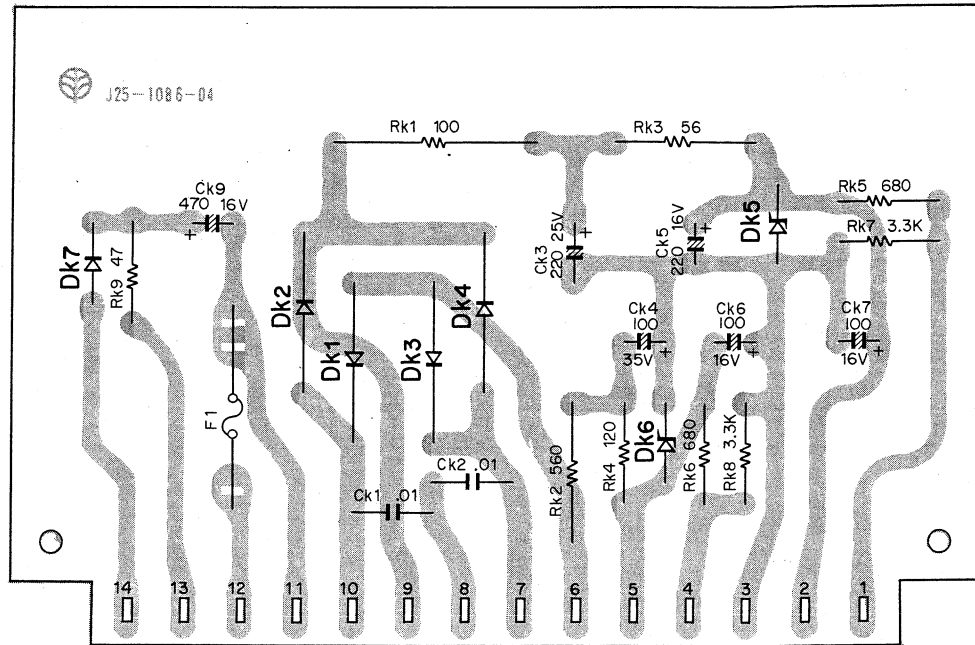 J25-1086-04
Rk1 100
Rk3 56
Ck9
470 16V
Rk5 680
Rk7 3.3K
Dk7
Rk9 47
Ck3
220 25V
Ck5
220 16V
Dk5
Dk2
Dk1
Dk3
Dk4
Ck4
100
35V
Ck6
100
16V
Ck7
100
16V
F1
Ck1 .01
Ck2 .01
Rk2 560
Rk4 120
Dk6
Rk6 680
Rk8 3.3K
14 13 12 11 10 9 8 7 6 5 4 3 2 1